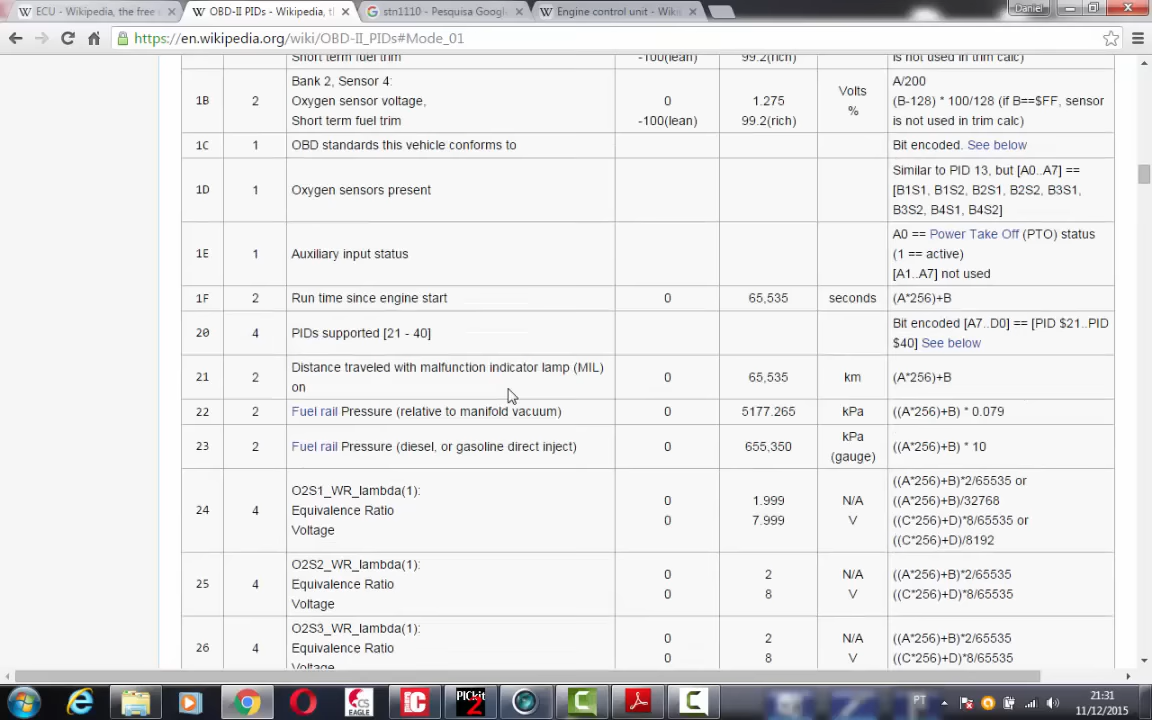 ECU - Wikipedia, the free
OBD-II PIDs - Wikipedia, t
stn1110 - Pesquisa Googl
Engine control unit - Wiki
Daniel
https://en.wikipedia.org/wiki/OBD-II_PIDs#Mode_01
Short term fuel trim -100(lean) 99.2(rich) is not used in trim calc)
1B 2 Bank 2, Sensor 4:
Oxygen sensor voltage,
Short term fuel trim
0
-100(lean)
1.275
99.2(rich)
Volts
%
A/200
(B-128) * 100/128 (if B==$FF, sensor
is not used in trim calc)
1C 1 OBD standards this vehicle conforms to Bit encoded. See below
1D 1 Oxygen sensors present
Similar to PID 13, but [A0..A7] ==
[B1S1, B1S2, B2S1, B2S2, B3S1,
B3S2, B4S1, B4S2]
1E 1 Auxiliary input status
A0 == Power Take Off (PTO) status
(1 == active)
[A1..A7] not used
1F 2 Run time since engine start 0 65,535 seconds (A*256)+B
20 4 PIDs supported [21 - 40]
Bit encoded [A7..D0] == [PID $21..PID
$40] See below
21 2 Distance traveled with malfunction indicator lamp (MIL)
on
0 65,535 km (A*256)+B
22 2 Fuel rail Pressure (relative to manifold vacuum) 0 5177.265 kPa ((A*256)+B) * 0.079
23 2 Fuel rail Pressure (diesel, or gasoline direct inject) 0 655,350 kPa
(gauge)
((A*256)+B) * 10
24 4 O2S1_WR_lambda(1):
Equivalence Ratio
Voltage
0
0
1.999
7.999
N/A
V
((A*256)+B)*2/65535 or
((A*256)+B)/32768
((C*256)+D)*8/65535 or
((C*256)+D)/8192
25 4 O2S2_WR_lambda(1):
Equivalence Ratio
Voltage
0
0
2
8
N/A
V
((A*256)+B)*2/65535
((C*256)+D)*8/65535
26 4 O2S3_WR_lambda(1):
Equivalence Ratio
Voltage
0
0
2
8
N/A
V
((A*256)+B)*2/65535
((C*256)+D)*8/65535
CS
EAGLE
PICkit
2
PT
21:31
11/12/2015